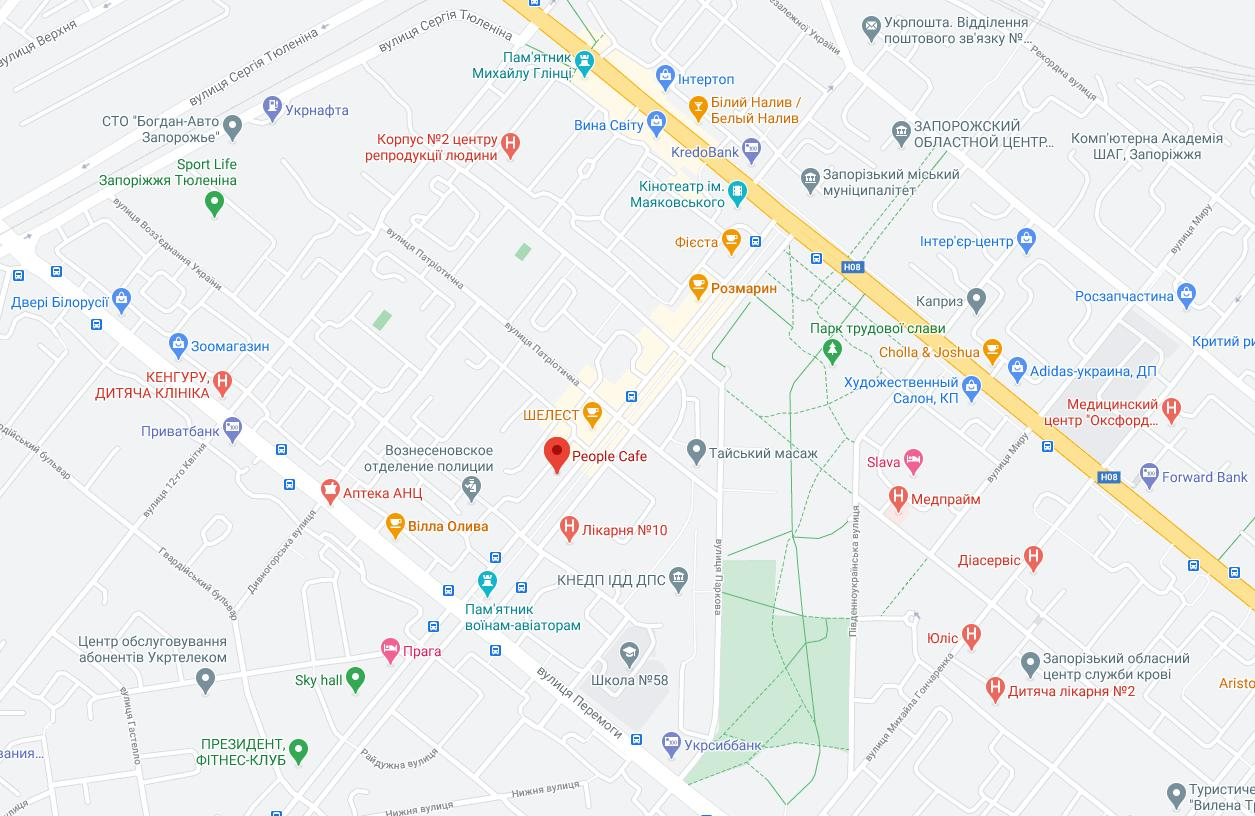 вулиця Верхня
вулиця Сергія Тюленіна
вулиця Сергія Тюленіна
Незалежної України
Укрпошта. Відділення
поштового зв'язку №...
Рекордна вулиця
Пам'ятник
Михайлу Глінці
Інтертоп
Укрнафта
Білий Налив /
Белый Налив
СТО "Богдан-Авто
Запорожье"
Вина Світу
ЗАПОРОЖСКИЙ
ОБЛАСТНОЙ ЦЕНТР...
Комп'ютерна Академія
ШАГ, Запоріжжя
Корпус №2 центру
репродукції людини
KredoBank
Sport Life
Запоріжжя Тюленіна
Запорізький міський
муніципалітет
Кінотеатр ім.
Маяковського
вулиця Возз'єднання України
вулиця Патріотична
вулиця Миру
Фієста
Інтер'єр-центр
H08
Розмарин
Двері Білорусії
Каприз
Росзапчастина
Парк трудової слави
Зоомагазин
вулиця Патріотична
Cholla & Joshua
Критий ри
КЕНГУРУ,
ДИТЯЧА КЛІНІКА
Adidas-украина, ДП
Художественный
Салон, КП
ШЕЛЕСТ
Медицинский
центр "Оксфорд...
Приватбанк
People Cafe
Вознесеновское
отделение полиции
Тайський масаж
Slava
вулиця Миру
H08
Forward Bank
вулиця 12-го Квітня
Аптека АНЦ
Медпрайм
Вілла Олива
Лікарня №10
Дивногорська вулиця
Гвардійський бульвар
Діасервіс
КНЕДП ІДД ДПС
вулиця Паркова
Південноукраїнська вулиця
Пам'ятник
воїнам-авіаторам
Центр обслуговування
абонентів Укртелеком
Прага
Юліс
Запорізький обласний
центр служби крові
Sky hall
Школа №58
Дитяча лікарня №2
Aristo
вулиця Перемоги
вулиця Гастелло
вулиця Михайла Гончаренка
ПРЕЗИДЕНТ,
ФІТНЕС-КЛУБ
Укрсиббанк
вания...
Райдужна вулиця
Нижня вулиця
Нижня вулиця
Туристиче
"Вилена Тр